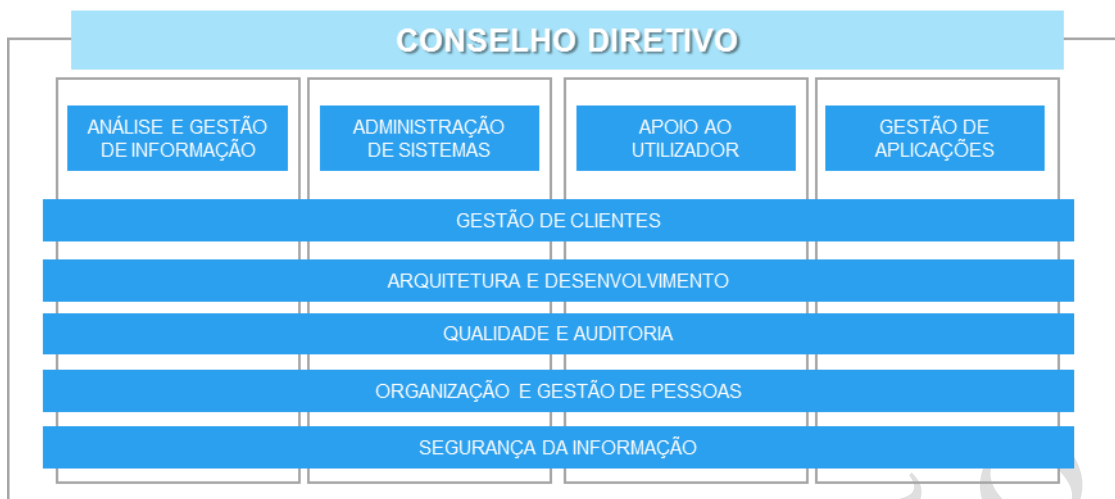 CONSELHO DIRETIVO
ANÁLISE E GESTÃO
DE INFORMAÇÃO
ADMINISTRAÇÃO
DE SISTEMAS
APOIO AO
UTILIZADOR
GESTÃO DE
APLICAÇÕES
GESTÃO DE CLIENTES
ARQUITETURA E DESENVOLVIMENTO
QUALIDADE E AUDITORIA
ORGANIZAÇÃO E GESTÃO DE PESSOAS
SEGURANÇA DA INFORMAÇÃO